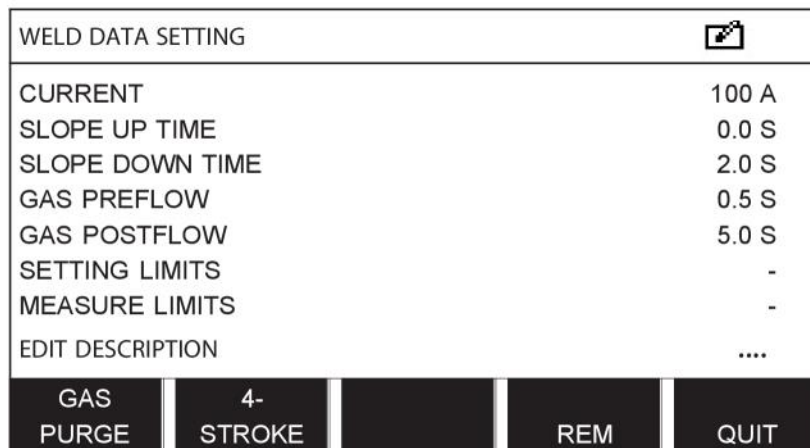 WELD DATA SETTING
CURRENT 100 A
SLOPE UP TIME 0.0 S
SLOPE DOWN TIME 2.0 S
GAS PREFLOW 0.5 S
GAS POSTFLOW 5.0 S
SETTING LIMITS -
MEASURE LIMITS -
EDIT DESCRIPTION ....
GAS PURGE
4-STROKE
REM
QUIT